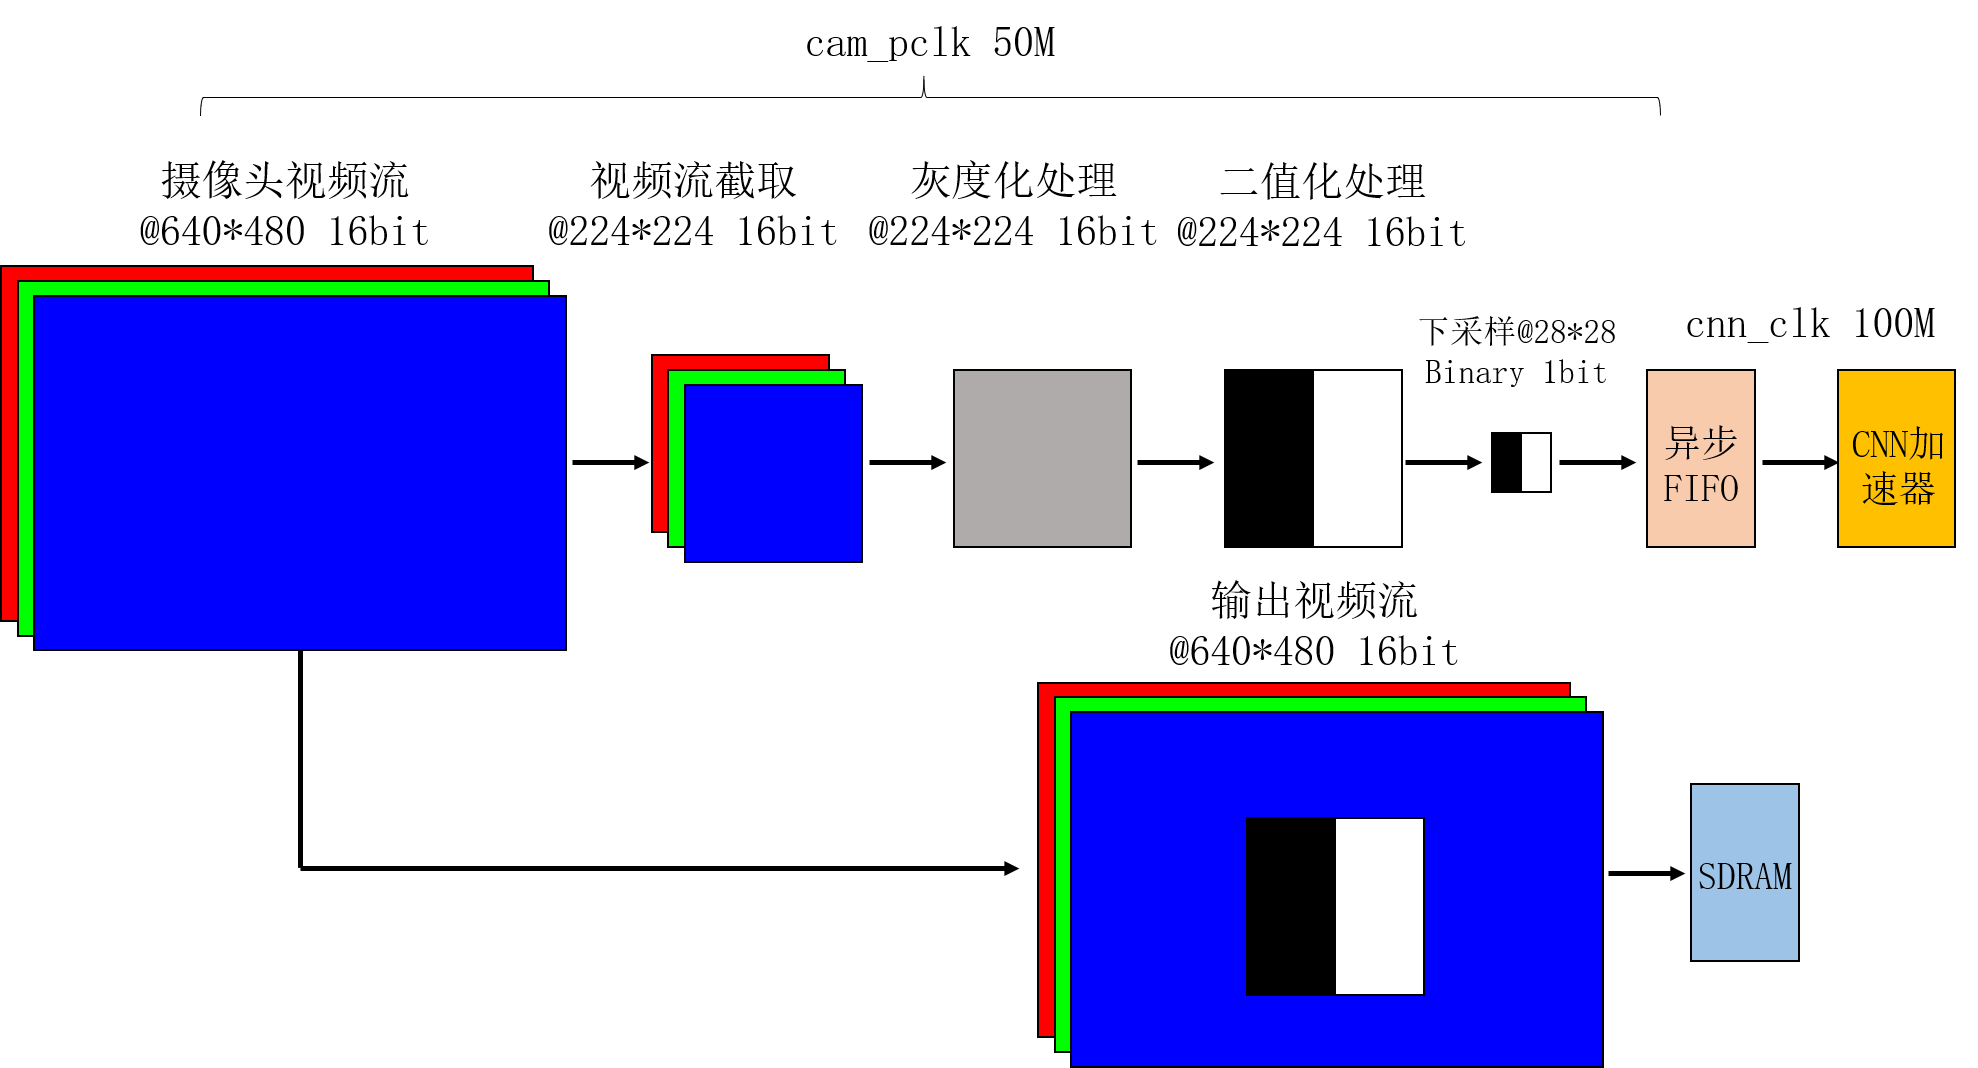 cam_pclk 50M
摄像头视频流
@640*480 16bit
视频流截取
@224*224 16bit
灰度化处理
@224*224 16bit
二值化处理
@224*224 16bit
下采样@28*28
Binary 1bit
cnn_clk 100M
异步
FIFO
CNN加
速器
输出视频流
@640*480 16bit
SDRAM